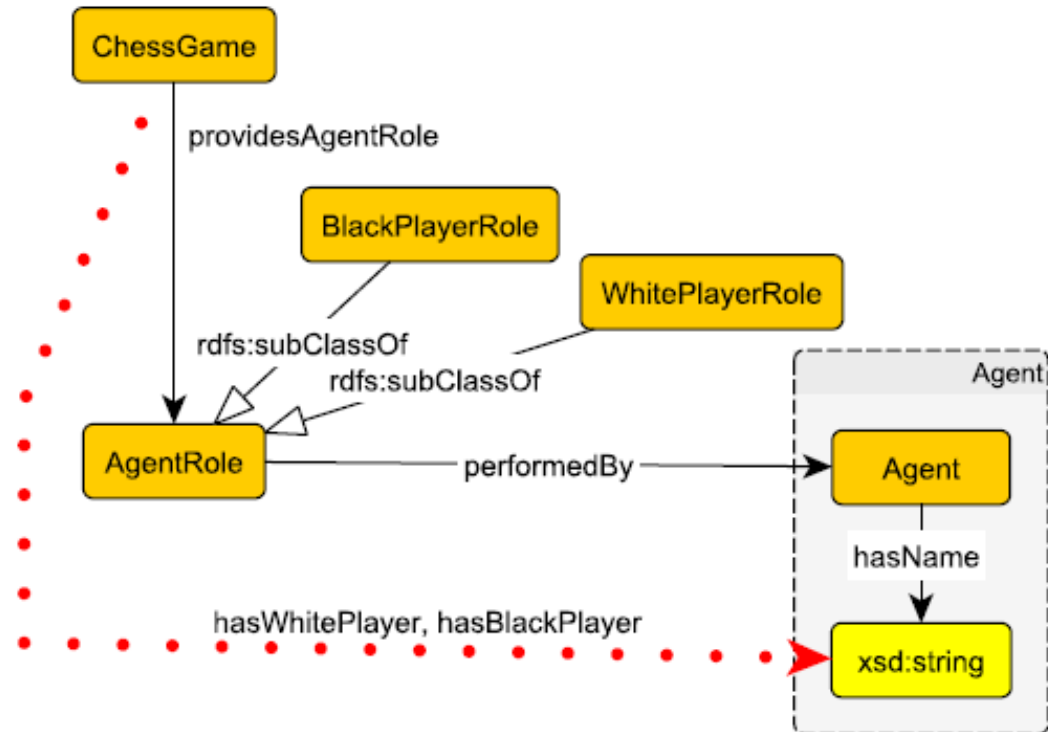 ChessGame
providesAgentRole
BlackPlayerRole
WhitePlayerRole
rdfs:subClassOf
rdfs:subClassOf
Agent
AgentRole
performedBy
Agent
hasName
hasWhitePlayer, hasBlackPlayer
xsd:string